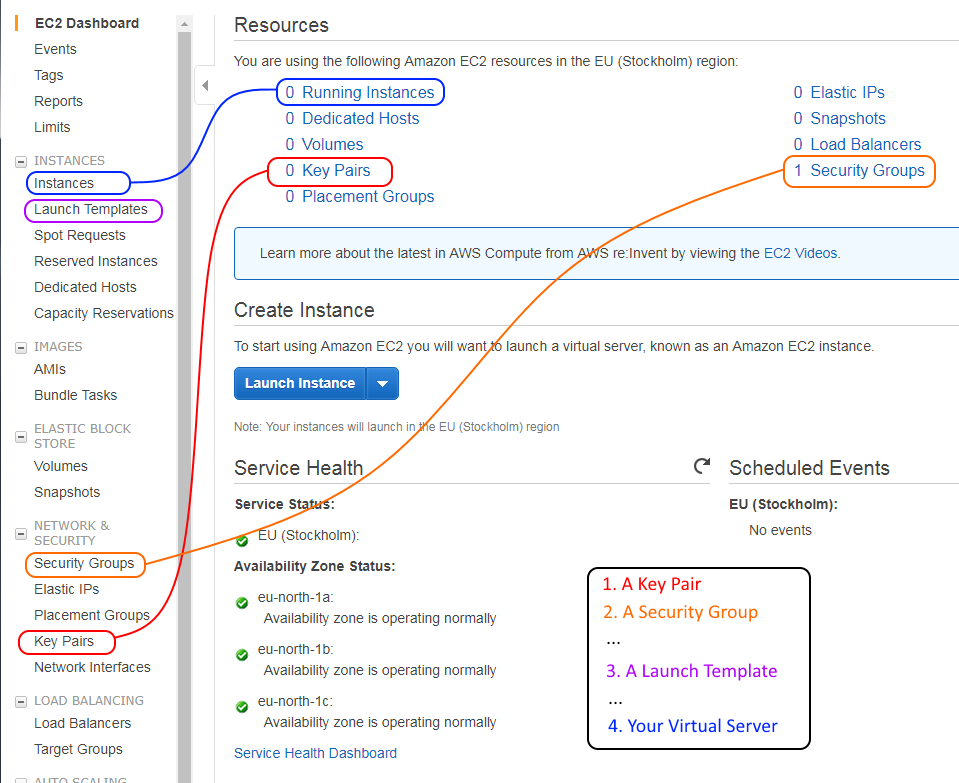 EC2 Dashboard
Events
Tags
Reports
Limits
INSTANCES
Instances
Launch Templates
Spot Requests
Reserved Instances
Dedicated Hosts
Capacity Reservations
IMAGES
AMIs
Bundle Tasks
ELASTIC BLOCK
STORE
Volumes
Snapshots
NETWORK &
SECURITY
Security Groups
Elastic IPs
Placement Groups
Key Pairs
Network Interfaces
LOAD BALANCING
Load Balancers
Target Groups
AUTO SCALING
Resources
You are using the following Amazon EC2 resources in the EU (Stockholm) region:
0 Running Instances
0 Dedicated Hosts
0 Volumes
0 Key Pairs
0 Placement Groups
0 Elastic IPs
0 Snapshots
0 Load Balancers
1 Security Groups
Learn more about the latest in AWS Compute from AWS re:Invent by viewing the EC2 Videos.
Create Instance
To start using Amazon EC2 you will want to launch a virtual server, known as an Amazon EC2 instance.
Launch Instance
Note: Your instances will launch in the EU (Stockholm) region
Service Health
Service Status:
EU (Stockholm):
Availability Zone Status:
eu-north-1a:
Availability zone is operating normally
eu-north-1b:
Availability zone is operating normally
eu-north-1c:
Availability zone is operating normally
Service Health Dashboard
Scheduled Events
EU (Stockholm):
No events
1. A Key Pair
2. A Security Group
...
3. A Launch Template
...
4. Your Virtual Server